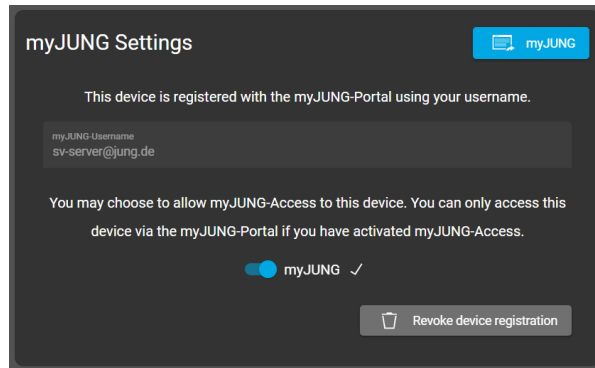 myJUNG Settings
myJUNG
This device is registered with the myJUNG-Portal using your username.
myJUNG-Username
sv-server@jung.de
You may choose to allow myJUNG-Access to this device. You can only access this
device via the myJUNG-Portal if you have activated myJUNG-Access.
myJUNG ✓
Revoke device registration